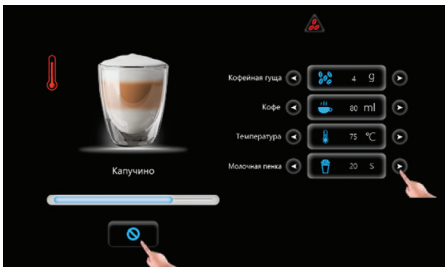 Кофейная гуща 4 g
Кофе 80 ml
Температура 75 °C
Молочная пенка 20 S
Капучино